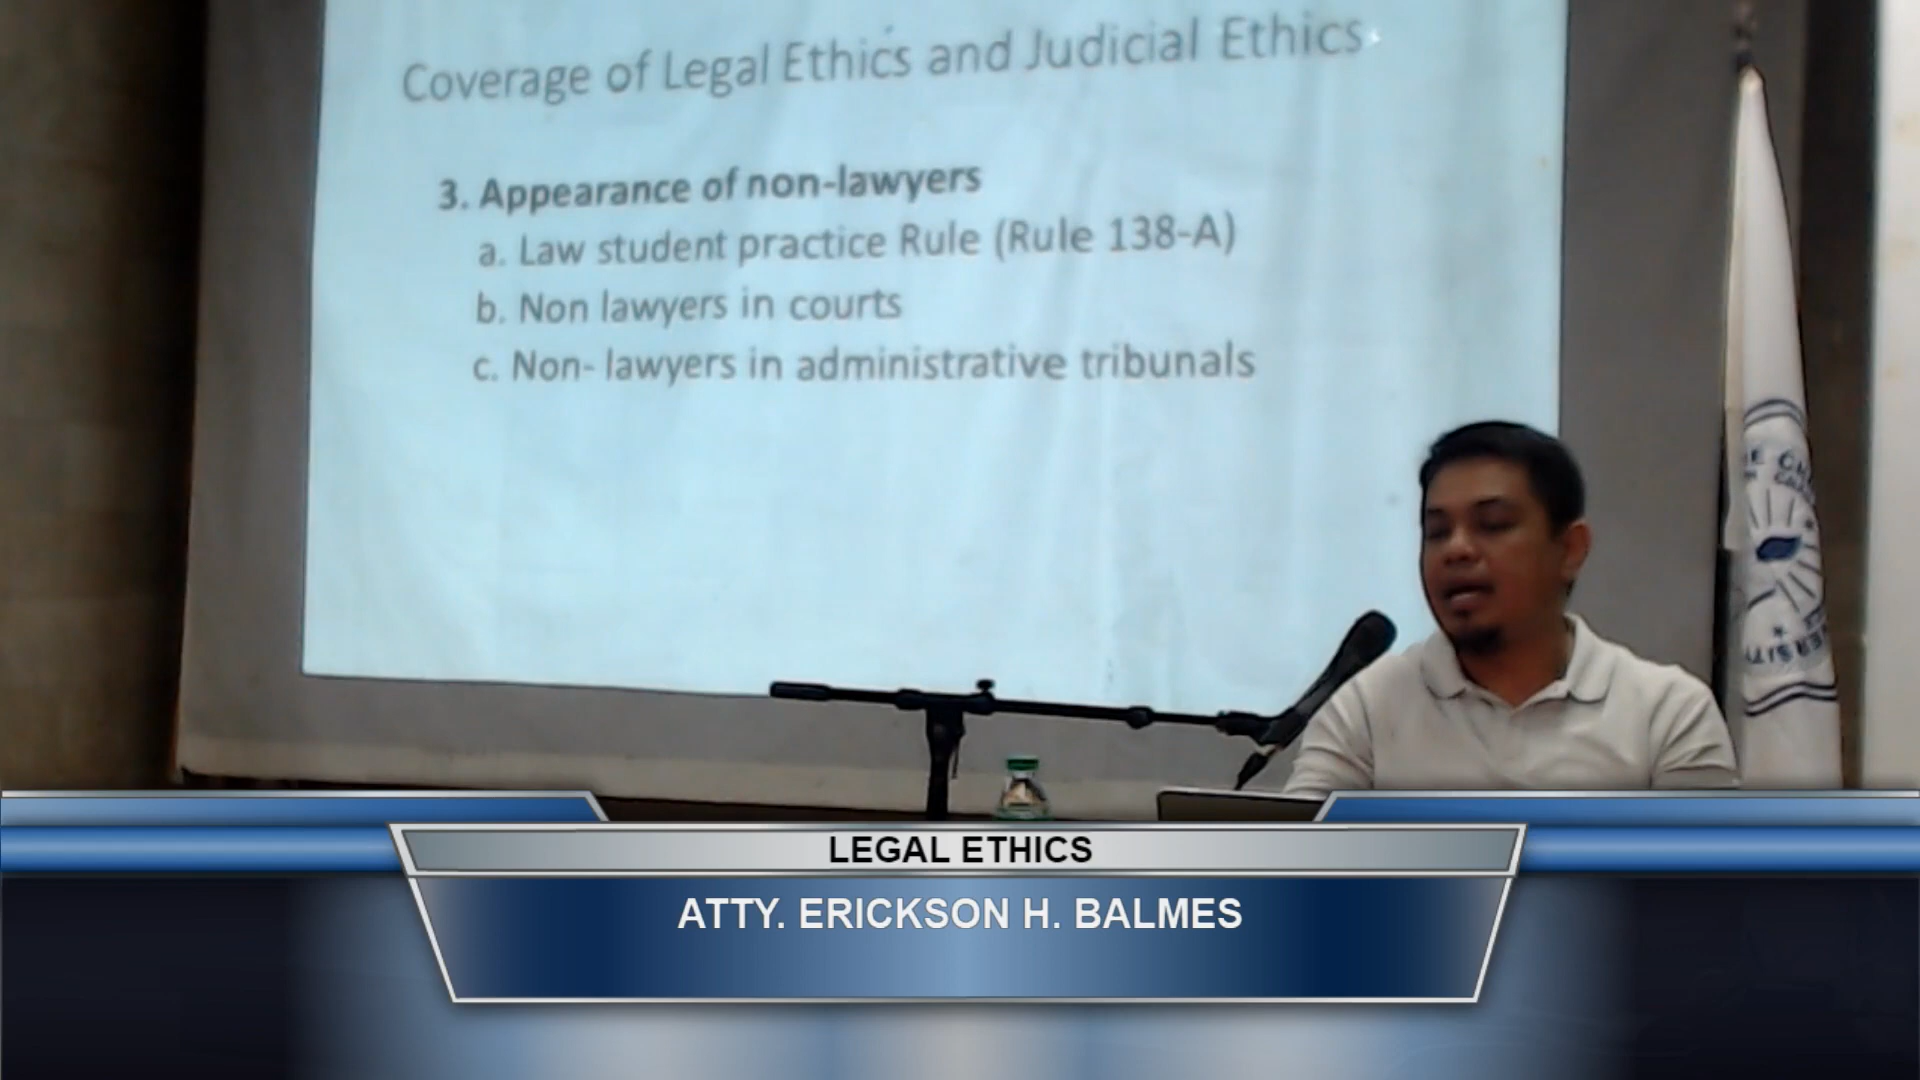 Coverage of Legal Ethics and Judicial Ethics
3. Appearance of non-lawyers
a. Law student practice Rule (Rule 138-A)
b. Non lawyers in courts
c. Non- lawyers in administrative tribunals
LEGAL ETHICS
ATTY. ERICKSON H. BALMES